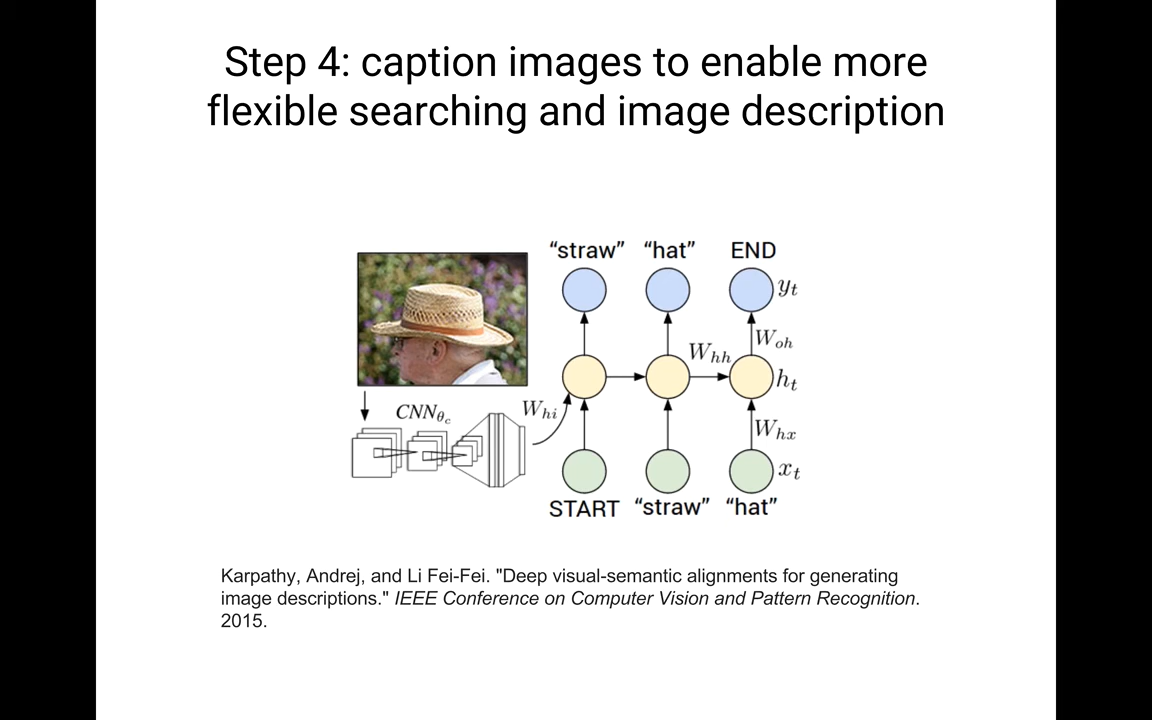 Step 4: caption images to enable more
flexible searching and image description
“straw” “hat” END
yt
Woh
Whh
ht
CNNθc
Whi
Whx
xt
START “straw” “hat”
Karpathy, Andrej, and Li Fei-Fei. "Deep visual-semantic alignments for generating
image descriptions." IEEE Conference on Computer Vision and Pattern Recognition.
2015.